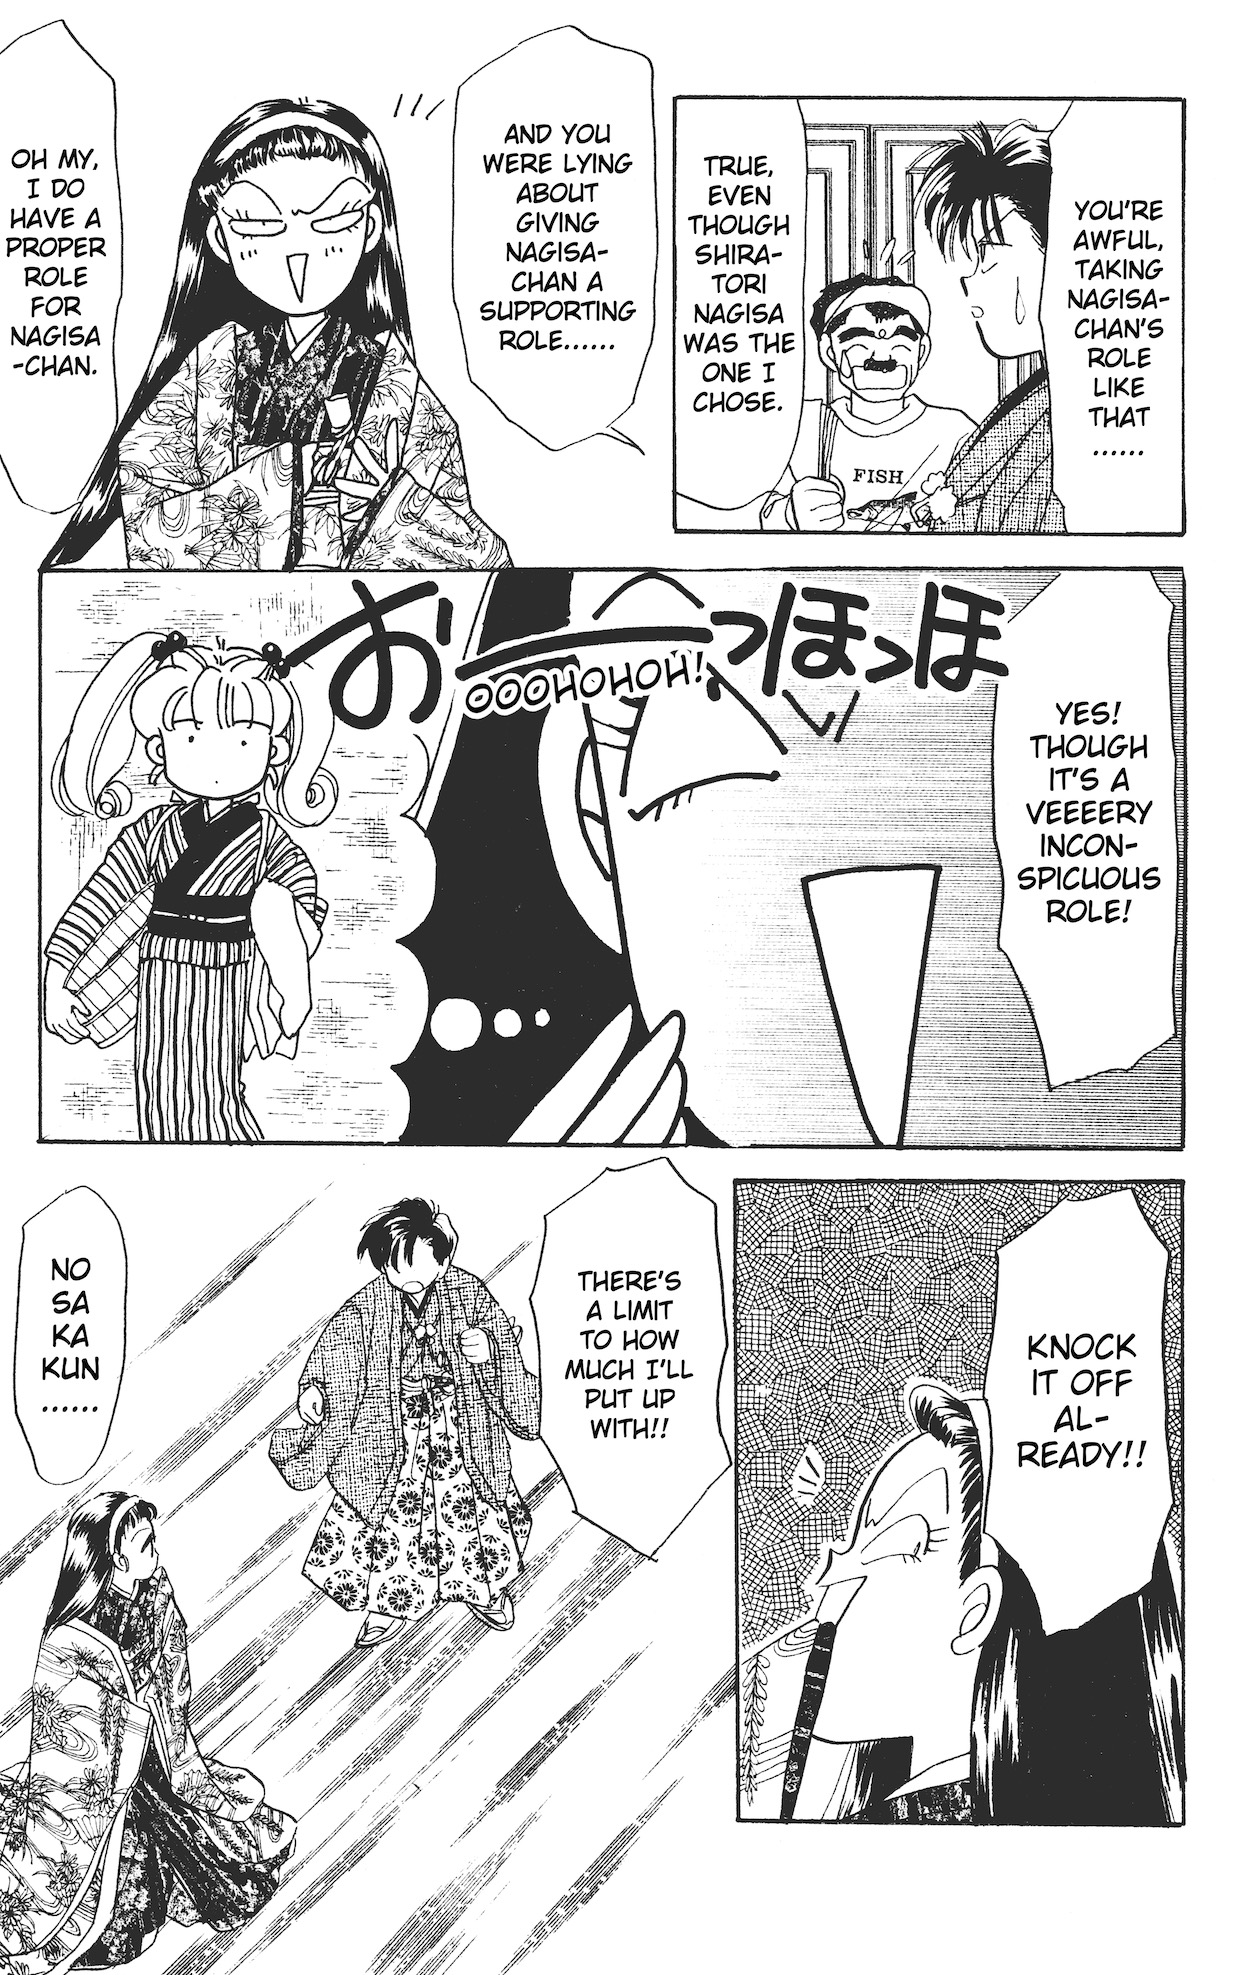 YOU'RE
AWFUL,
TAKING
NAGISA-
CHAN'S
ROLE
LIKE
THAT
......
TRUE,
EVEN
THOUGH
SHIRA-
TORI
NAGISA
WAS THE
ONE I
CHOSE.
FISH
AND YOU
WERE LYING
ABOUT
GIVING
NAGISA-
CHAN A
SUPPORTING
ROLE......
OH MY,
I DO
HAVE A
PROPER
ROLE
FOR
NAGISA
-CHAN.
YES!
THOUGH
IT'S A
VEEEERY
INCON-
SPICUOUS
ROLE!
おーっほっほ
OOOHOHOH!
KNOCK
IT OFF
AL-
READY!!
THERE'S
A LIMIT
TO HOW
MUCH I'LL
PUT UP
WITH!!
NO
SA
KA
KUN
......